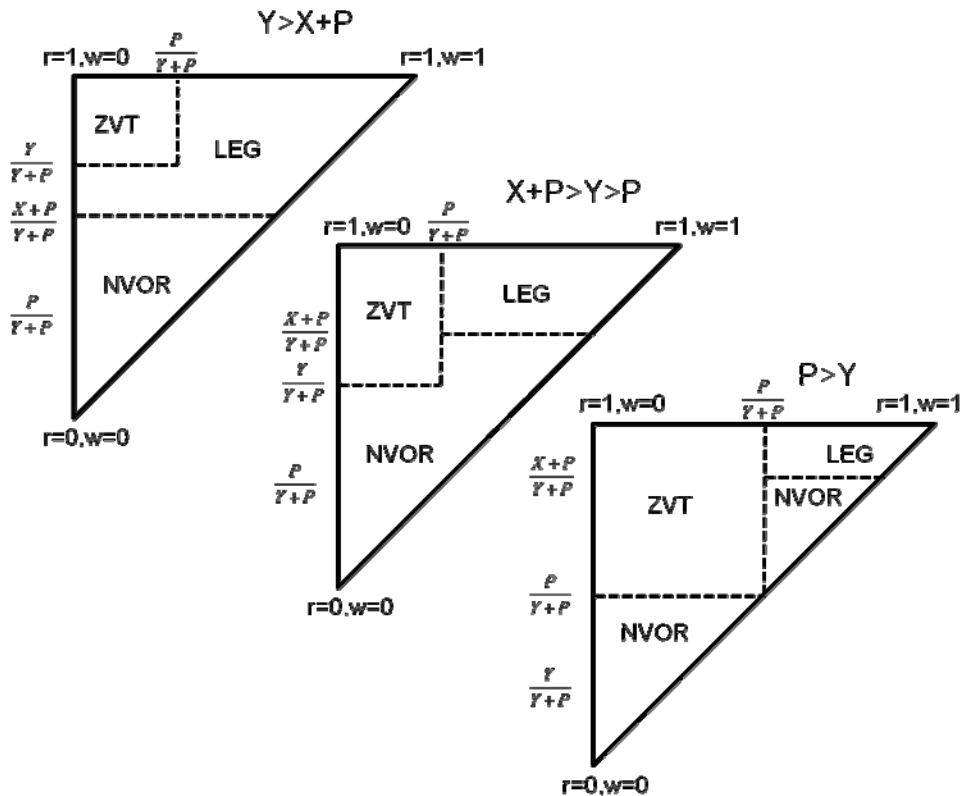 Y>X+P
r=1,w=0 P/Y+P r=1,w=1
ZVT
LEG
Y/Y+P
X+P/Y+P
NVOR
P/Y+P
r=0,w=0
X+P>Y>P
r=1,w=0 P/Y+P r=1,w=1
ZVT
LEG
X+P/Y+P
Y/Y+P
NVOR
P/Y+P
r=0,w=0
P>Y
r=1,w=0 P/Y+P r=1,w=1
LEG
X+P/Y+P
ZVT
NVOR
P/Y+P
NVOR
Y/Y+P
r=0,w=0